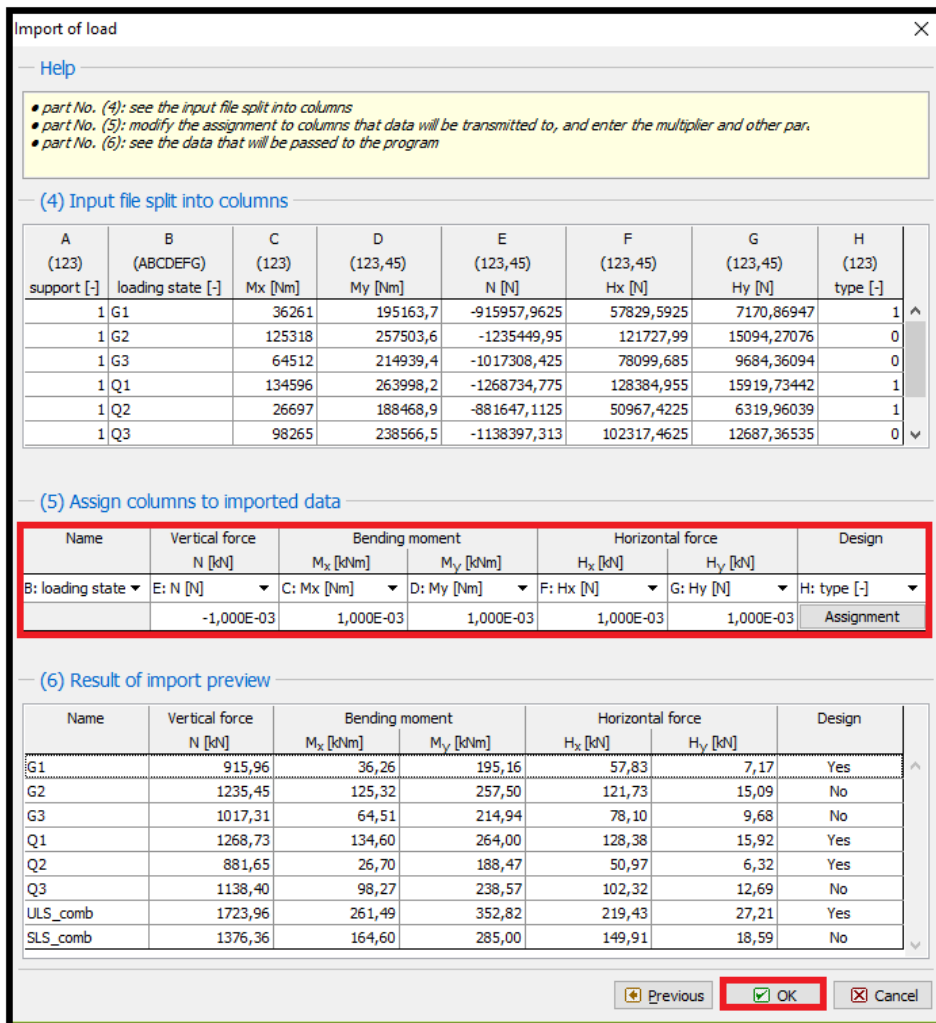 Import of load
Help
• part No. (4): see the input file split into columns
• part No. (5): modify the assignment to columns that data will be transmitted to, and enter the multiplier and other par
• part No. (6): see the data that will be passed to the program
(4) Input file split into columns
A B C D E F G H
(123) (ABCDEFG) (123) (123,45) (123,45) (123,45) (123,45) (123)
support [-] loading state [-] Mx [Nm] My [Nm] N [N] Hx [N] Hy [N] type [-]
1 G1 36261 195163,7 -915957,9625 57829,5925 7170,86947 1
1 G2 125318 257503,6 -1235449,95 121727,99 15094,27076 0
1 G3 64512 214939,4 -1017308,425 78099,685 9684,36094 0
1 Q1 134596 263998,2 -1268734,775 128384,955 15919,73442 1
1 Q2 26697 188468,9 -881647,1125 50967,4225 6319,96039 1
1 Q3 98265 238566,5 -1138397,313 102317,4625 12687,36535 0
(5) Assign columns to imported data
Name Vertical force Bending moment Horizontal force Design
N [kN] Mx [kNm] My [kNm] Hx [kN] Hy [kN]
B: loading state E: N [N] C: Mx [Nm] D: My [Nm] F: Hx [N] G: Hy [N] H: type [-]
-1,000E-03 1,000E-03 1,000E-03 1,000E-03 1,000E-03 Assignment
(6) Result of import preview
Name Vertical force Bending moment Horizontal force Design
N [kN] Mx [kNm] My [kNm] Hx [kN] Hy [kN]
G1 915,96 36,26 195,16 57,83 7,17 Yes
G2 1235,45 125,32 257,50 121,73 15,09 No
G3 1017,31 64,51 214,94 78,10 9,68 No
Q1 1268,73 134,60 264,00 128,38 15,92 Yes
Q2 881,65 26,70 188,47 50,97 6,32 Yes
Q3 1138,40 98,27 238,57 102,32 12,69 No
ULS_comb 1723,96 261,49 352,82 219,43 27,21 Yes
SLS_comb 1376,36 164,60 285,00 149,91 18,59 No
Previous OK Cancel